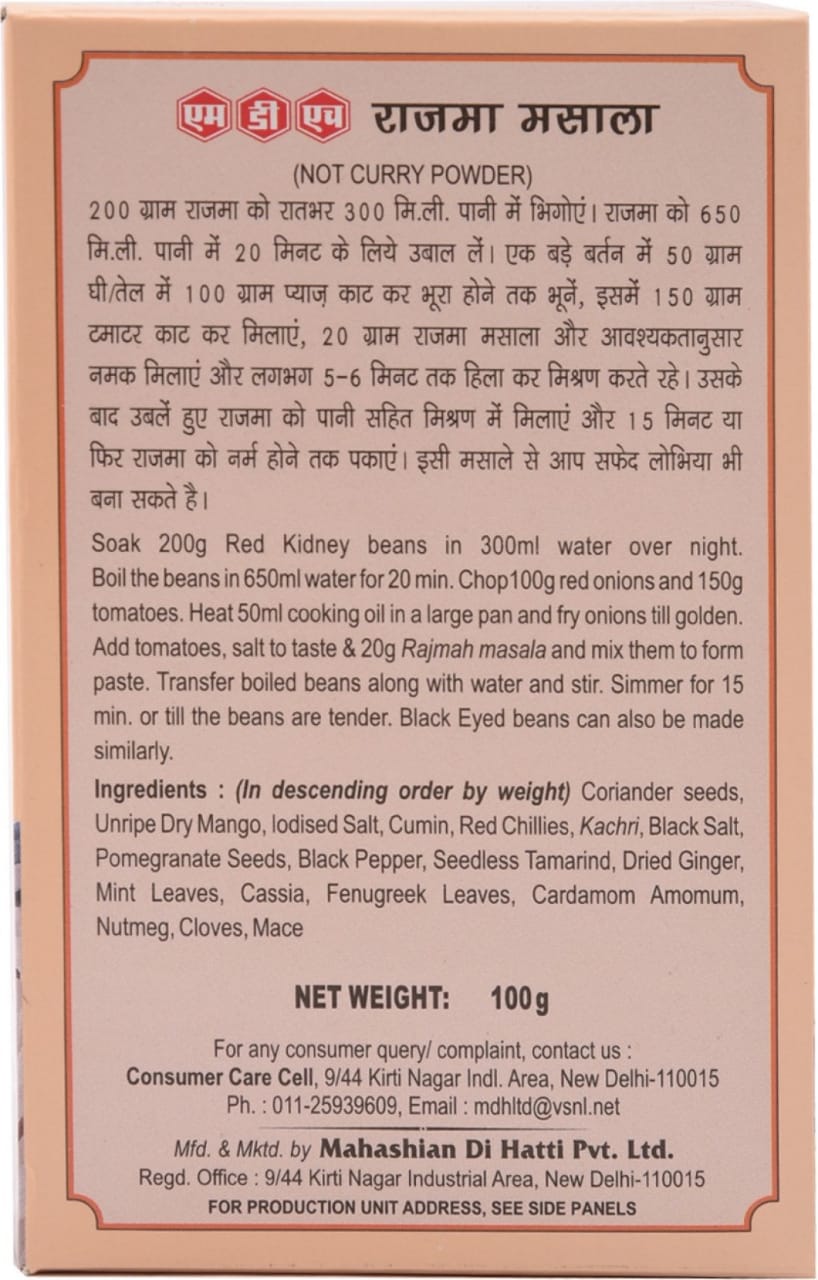 एम डी एच राजमा मसाला
(NOT CURRY POWDER)
200 ग्राम राजमा को रातभर 300 मि.ली. पानी में भिगोएं। राजमा को 650
मि.ली. पानी में 20 मिनट के लिये उबाल लें। एक बड़े बर्तन में 50 ग्राम
घी/तेल में 100 ग्राम प्याज़ काट कर भूरा होने तक भूनें, इसमें 150 ग्राम
टमाटर काट कर मिलाएं, 20 ग्राम राजमा मसाला और आवश्यकतानुसार
नमक मिलाएं और लगभग 5-6 मिनट तक हिला कर मिश्रण करते रहे। उसके
बाद उबलें हुए राजमा को पानी सहित मिश्रण में मिलाएं और 15 मिनट या
फिर राजमा को नर्म होने तक पकाएं। इसी मसाले से आप सफेद लोभिया भी
बना सकते है।
Soak 200g Red Kidney beans in 300ml water over night.
Boil the beans in 650ml water for 20 min. Chop100g red onions and 150g
tomatoes. Heat 50ml cooking oil in a large pan and fry onions till golden.
Add tomatoes, salt to taste & 20g Rajmah masala and mix them to form
paste. Transfer boiled beans along with water and stir. Simmer for 15
min. or till the beans are tender. Black Eyed beans can also be made
similarly.
Ingredients : (In descending order by weight) Coriander seeds,
Unripe Dry Mango, Iodised Salt, Cumin, Red Chillies, Kachri, Black Salt,
Pomegranate Seeds, Black Pepper, Seedless Tamarind, Dried Ginger,
Mint Leaves, Cassia, Fenugreek Leaves, Cardamom Amomum,
Nutmeg, Cloves, Mace
NET WEIGHT: 100g
For any consumer query/ complaint, contact us :
Consumer Care Cell, 9/44 Kirti Nagar Indl. Area, New Delhi-110015
Ph. : 011-25939609, Email : mdhltd@vsnl.net
Mfd. & Mktd. by Mahashian Di Hatti Pvt. Ltd.
Regd. Office : 9/44 Kirti Nagar Industrial Area, New Delhi-110015
FOR PRODUCTION UNIT ADDRESS, SEE SIDE PANELS